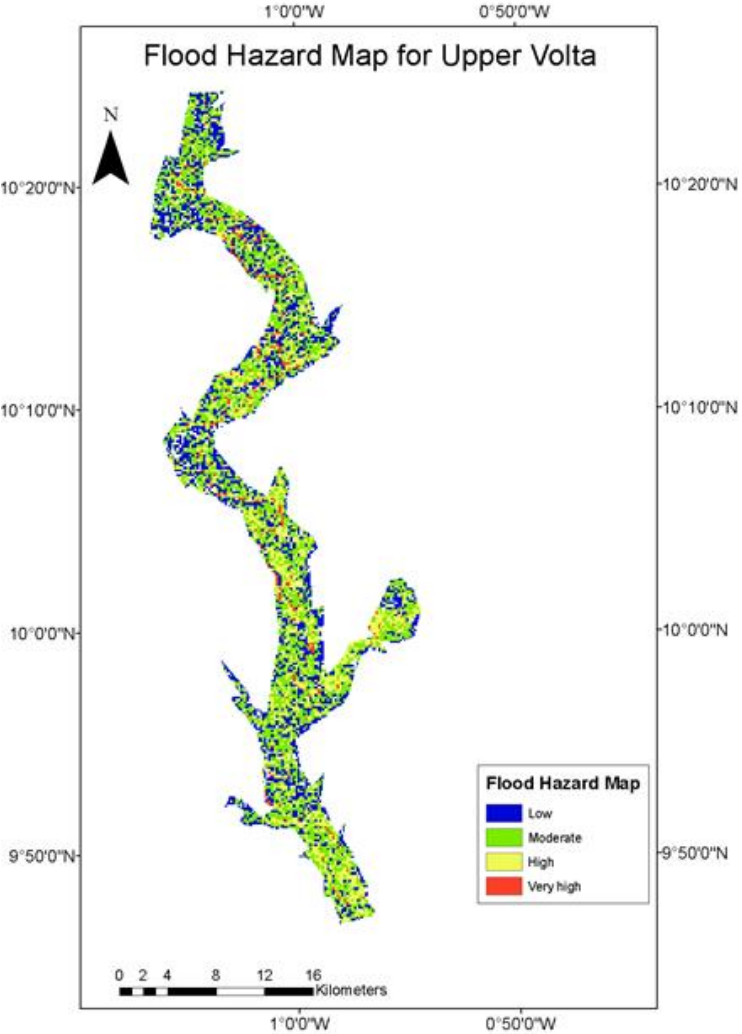 1°0'0"W 0°50'0"W
Flood Hazard Map for Upper Volta
N
10°20'0"N 10°20'0"N
10°10'0"N 10°10'0"N
10°0'0"N 10°0'0"N
9°50'0"N 9°50'0"N
Flood Hazard Map
Low
Moderate
High
Very high
0 2 4 8 12 16
Kilometers
1°0'0"W 0°50'0"W